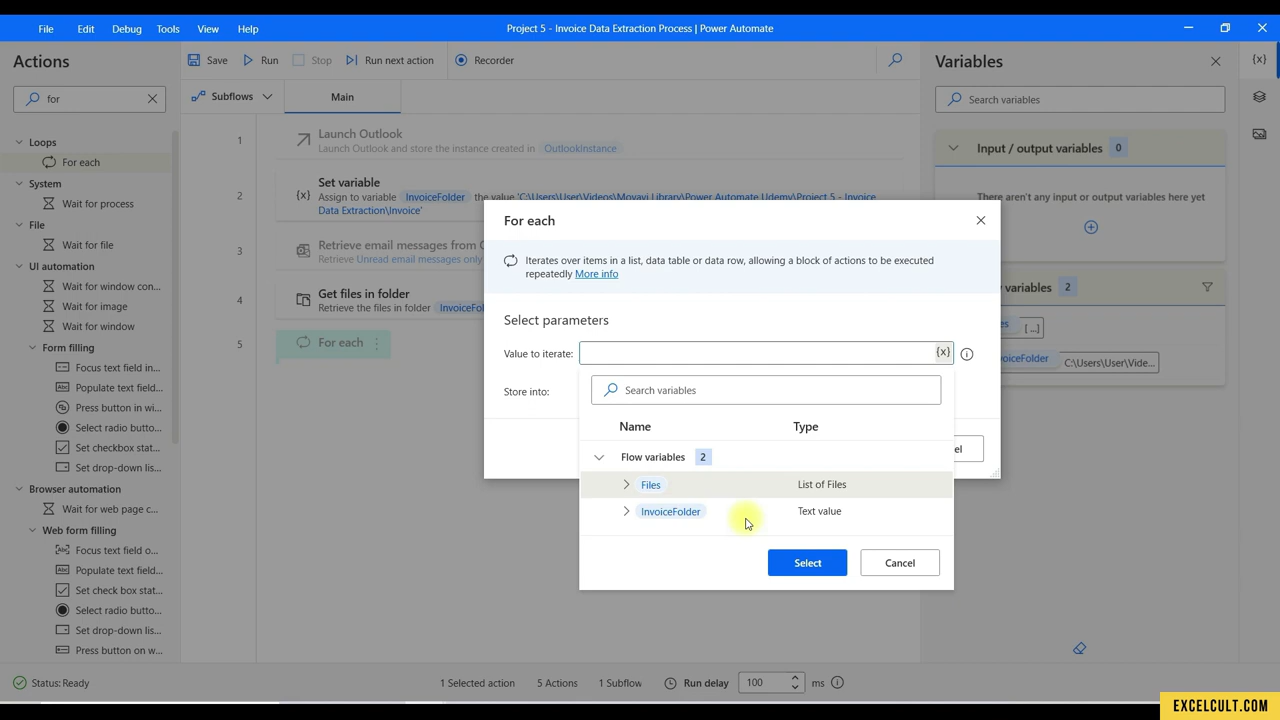 File Edit Debug Tools View Help
Project 5 - Invoice Data Extraction Process | Power Automate
Actions
Save Run Stop Run next action Recorder
Variables
{x}
for
Subflows
Main
Search variables
Loops
For each
System
Wait for process
File
Wait for file
UI automation
Wait for window con...
Wait for image
Wait for window
Form filling
Focus text field in...
Populate text field...
Press button in wi...
Select radio butto...
Set checkbox stat...
Set drop-down lis...
Browser automation
Wait for web page c...
Web form filling
Focus text field o...
Populate text field...
Set check box stat...
Select radio butto...
Set drop-down lis...
Press button on w...
1
Launch Outlook
Launch Outlook and store the instance created in OutlookInstance
2
Set variable
{x}
Assign to variable InvoiceFolder the value 'C:\Users\User\Videos\Movavi Library\Power Automate Udemy\Project 5 - Invoice
Data Extraction\Invoice'
3
Retrieve email messages from
Retrieve Unread email messages only
4
Get files in folder
Retrieve the files in folder
5
For each
Input / output variables 0
There aren't any input or output variables here yet
variables 2
[ ...]
C:\Users\User\Vide...
For each
Iterates over items in a list, data table or data row, allowing a block of actions to be executed
repeatedly More info
Select parameters
Value to iterate:
{x}
Store into:
Search variables
Name Type
Flow variables 2
Files List of Files
InvoiceFolder Text value
Select Cancel
Status: Ready
1 Selected action 5 Actions 1 Subflow Run delay 100 ms
EXCELCULT.COM